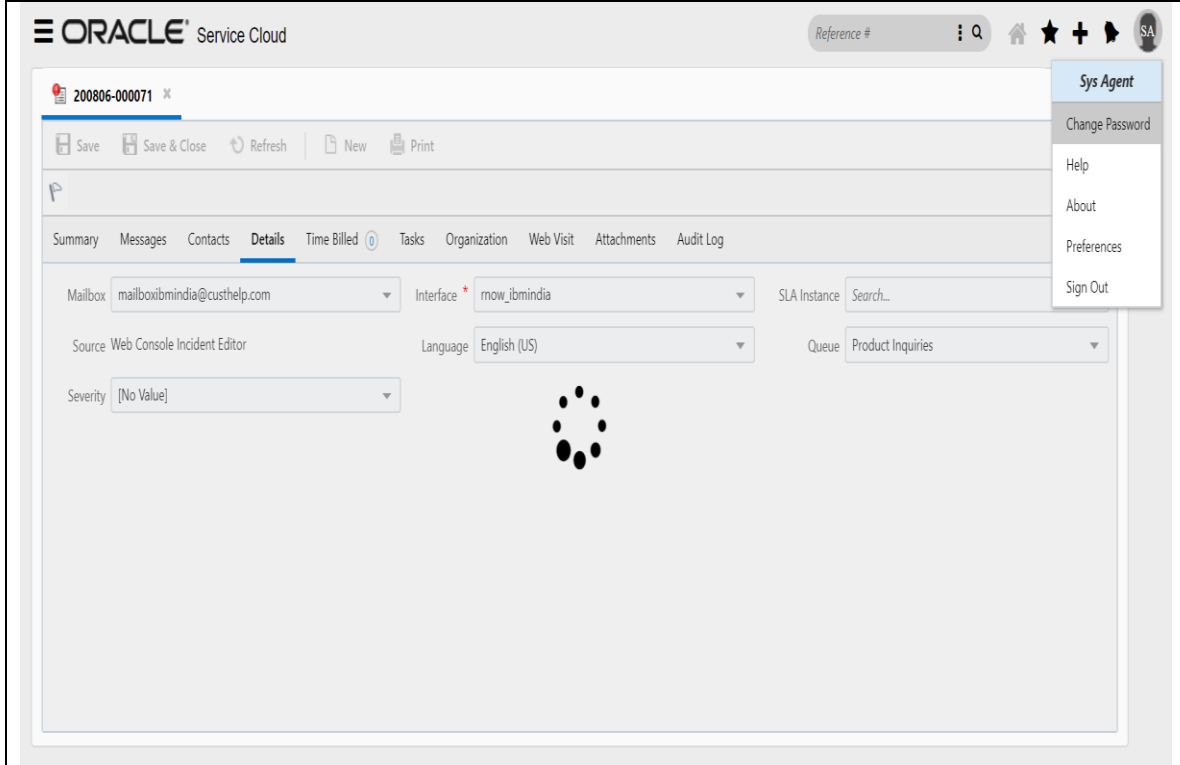 ORACLE Service Cloud
Reference #
SA
200806-000071
Sys Agent
Change Password
Help
About
Preferences
Sign Out
Save Save & Close Refresh New Print
Summary Messages Contacts Details Time Billed 0 Tasks Organization Web Visit Attachments Audit Log
Mailbox mailboxibmindia@custhelp.com Interface * rnow_ibmindia SLA Instance Search...
Source Web Console Incident Editor Language English (US) Queue Product Inquiries
Severity [No Value]